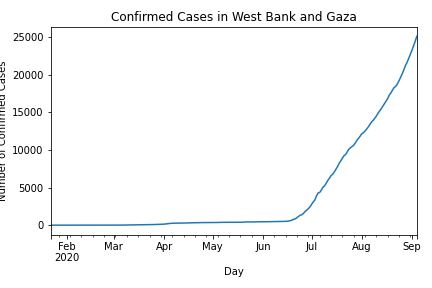 Confirmed Cases in West Bank and Gaza
Number of Confirmed Cases
25000
20000
15000
10000
5000
0
Feb Mar Apr May Jun Jul Aug Sep
2020
Day